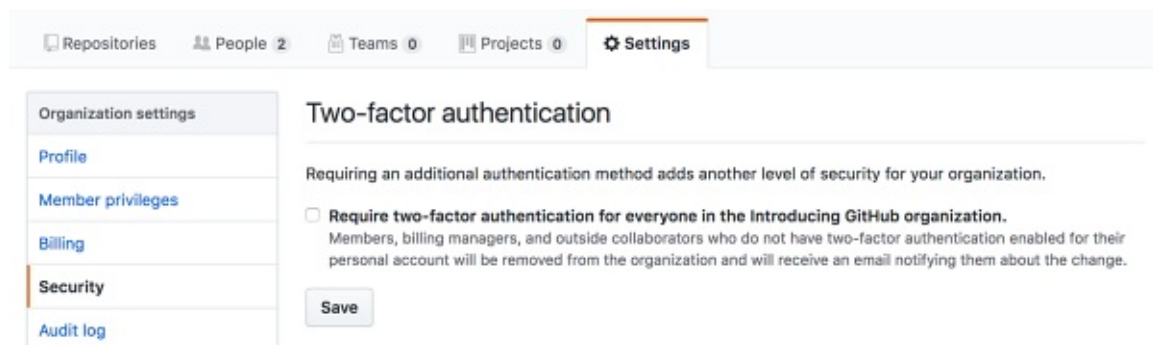 Repositories People 2 Teams 0 Projects 0 Settings
Organization settings
Profile
Member privileges
Billing
Security
Audit log
Two-factor authentication
Requiring an additional authentication method adds another level of security for your organization.
Require two-factor authentication for everyone in the Introducing GitHub organization.
Members, billing managers, and outside collaborators who do not have two-factor authentication enabled for their
personal account will be removed from the organization and will receive an email notifying them about the change.
Save